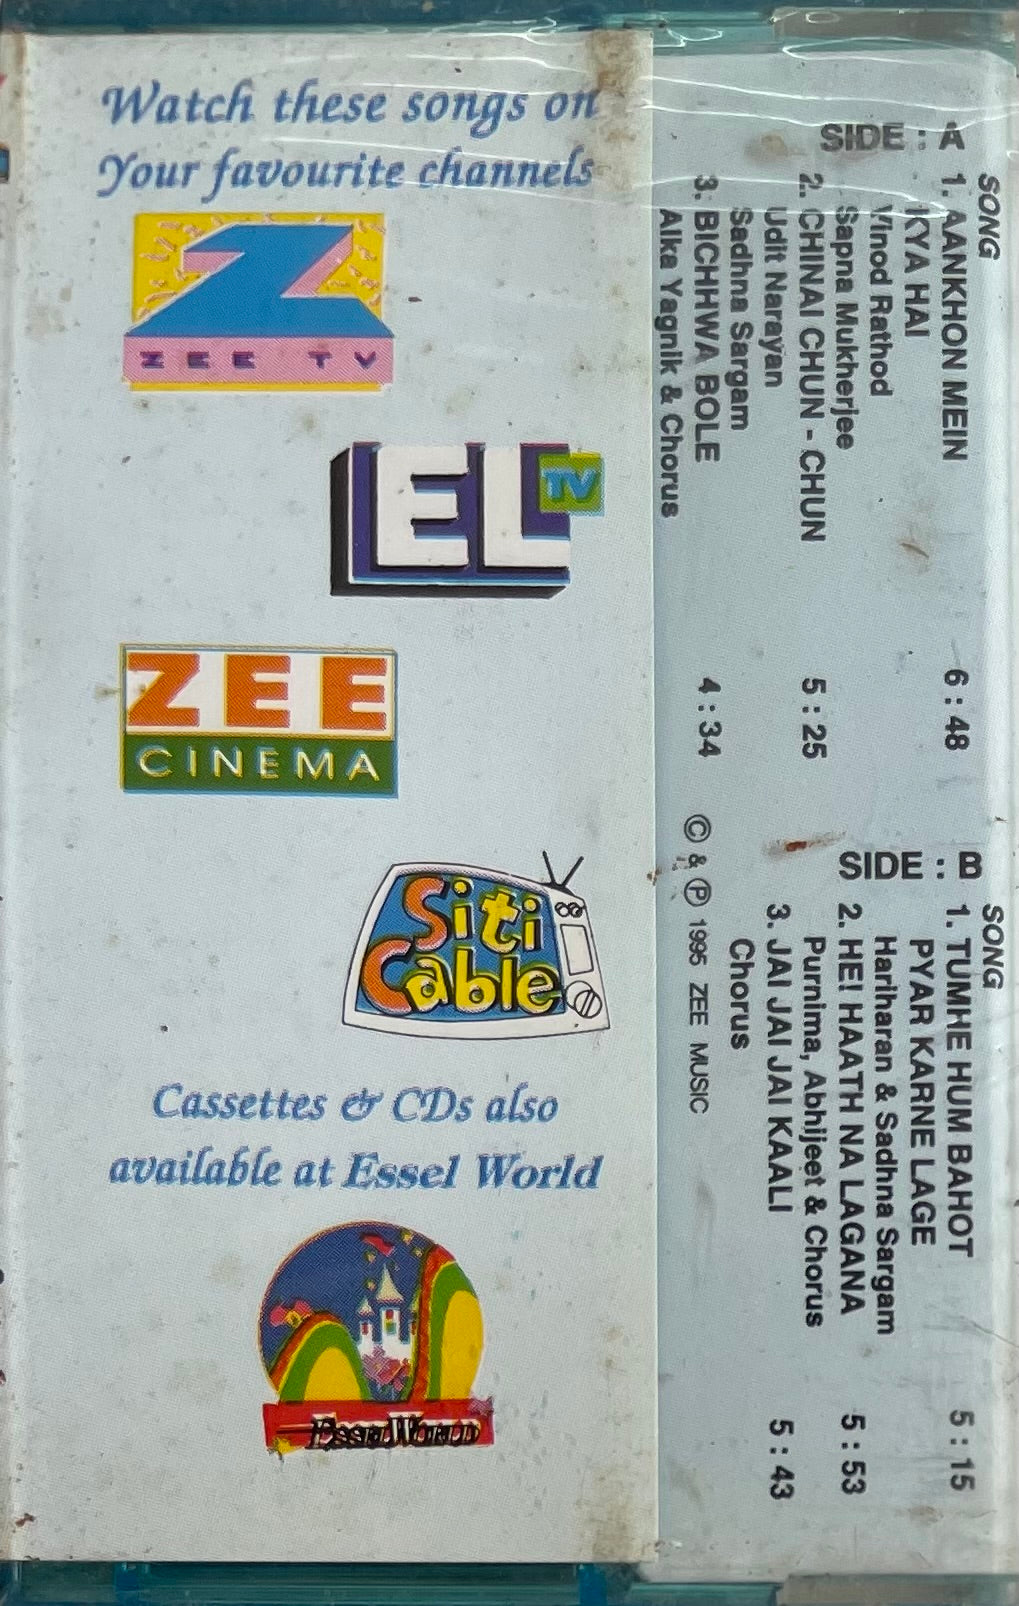 Watch these songs on
Your favourite channels
Z
ZEE TV
EL TV
ZEE
CINEMA
Siti
Cable
Cassettes & CDs also
available at Essel World
ESSEL WORLD
SONG
SIDE : A
1. AANKHON MEIN
KYA HAI 6 : 48
Vinod Rathod
Sapna Mukherjee
2. CHINAI CHUN - CHUN 5 : 25
Udit Narayan
Sadhna Sargam
3. BICHHWA BOLE 4 : 34
Alka Yagnik & Chorus
SONG
SIDE : B
1. TUMHE HUM BAHOT 5 : 15
PYAR KARNE LAGE
Hariharan & Sadhna Sargam
2. HE! HAATH NA LAGANA 5 : 53
Purnima, Abhijeet & Chorus
3. JAI JAI JAI JAI KAALI 5 : 43
Chorus
© & ℗ 1995 ZEE MUSIC